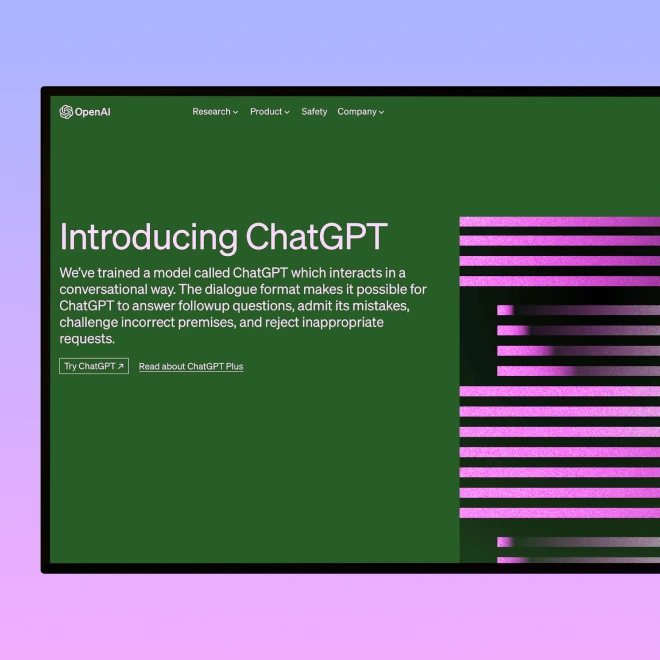 OpenAI
Research Product Safety Company
Introducing ChatGPT
We've trained a model called ChatGPT which interacts in a
conversational way. The dialogue format makes it possible for
ChatGPT to answer followup questions, admit its mistakes,
challenge incorrect premises, and reject inappropriate
requests.
Try ChatGPT ↗ Read about ChatGPT Plus